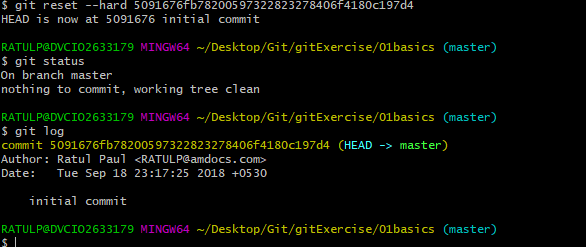 $ git reset --hard 5091676fb78200597322823278406f4180c197d4
HEAD is now at 5091676 initial commit
RATULP@DVCIO2633179 MINGW64 ~/Desktop/Git/gitExercise/01basics (master)
$ git status
On branch master
nothing to commit, working tree clean
RATULP@DVCIO2633179 MINGW64 ~/Desktop/Git/gitExercise/01basics (master)
$ git log
commit 5091676fb78200597322823278406f4180c197d4 (HEAD -> master)
Author: Ratul Paul <RATULP@amdocs.com>
Date:   Tue Sep 18 23:17:25 2018 +0530
    initial commit
RATULP@DVCIO2633179 MINGW64 ~/Desktop/Git/gitExercise/01basics (master)
$